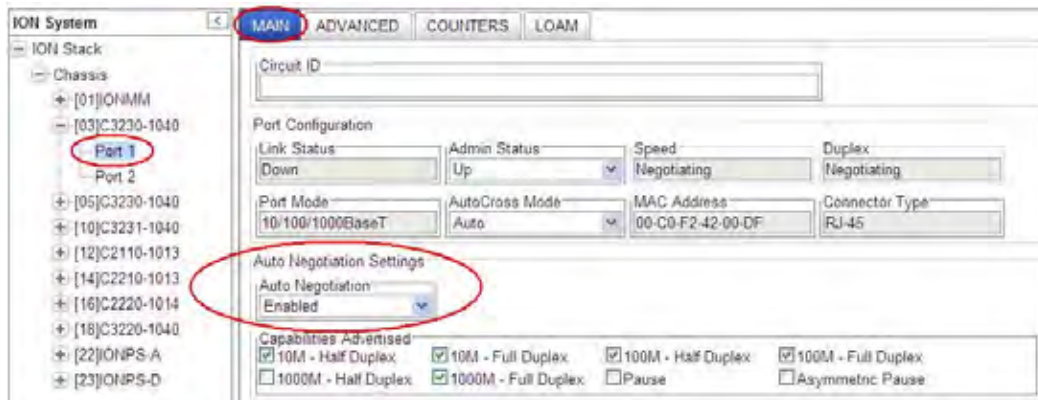 ION System
ION Stack
Chassis
[01]IONMM
[03]C3230-1040
Port 1
Port 2
[05]C3230-1040
[10]C3231-1040
[12]C2110-1013
[14]C2210-1013
[16]C2220-1014
[18]C3220-1040
[22]IONPS-A
[23]IONPS-D
MAIN ADVANCED COUNTERS LOAM
Circuit ID
Port Configuration
Link Status Admin Status Speed Duplex
Down Up Negotiating Negotiating
Port Mode AutoCross Mode MAC Address Connector Type
10/100/1000BaseT Auto 00-C0-F2-42-00-DF RJ-45
Auto Negotiation Settings
Auto Negotiation
Enabled
Capabilities Advertised
10M - Half Duplex 10M - Full Duplex 100M - Half Duplex 100M - Full Duplex
1000M - Half Duplex 1000M - Full Duplex Pause Asymmetric Pause